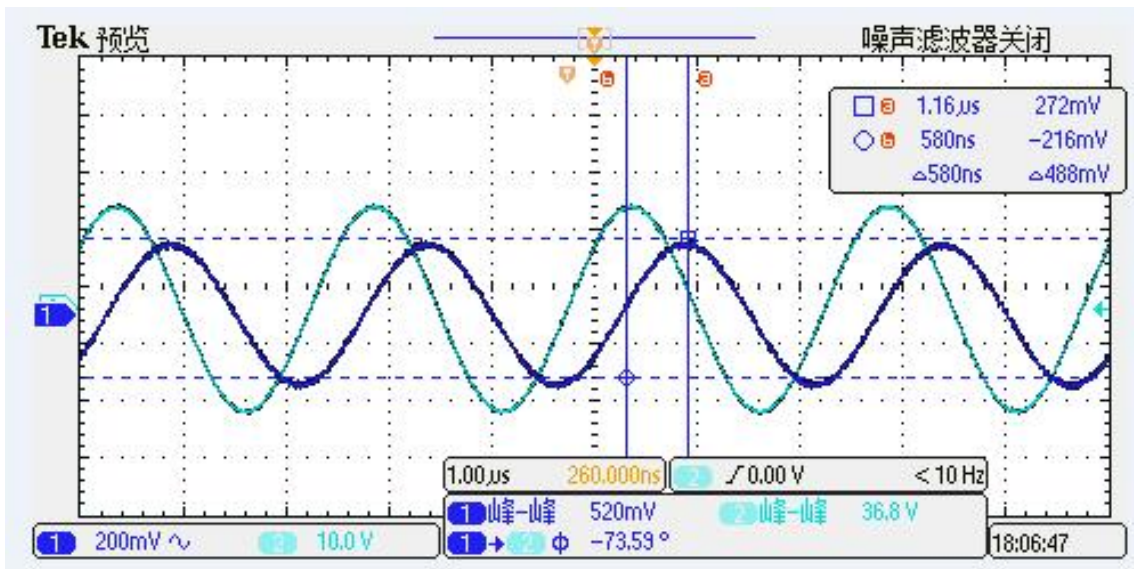 Tek 预览 噪声滤波器关闭
T b a
a 1.16µs 272mV
b 580ns -216mV
△580ns △488mV
1
1.00µs 260.000ns 2 0.00 V < 10 Hz
1 峰-峰 520mV 2 峰-峰 36.8 V
1 200mV 2 10.0 V 1 → 2 ϕ -73.59 ° 18:06:47